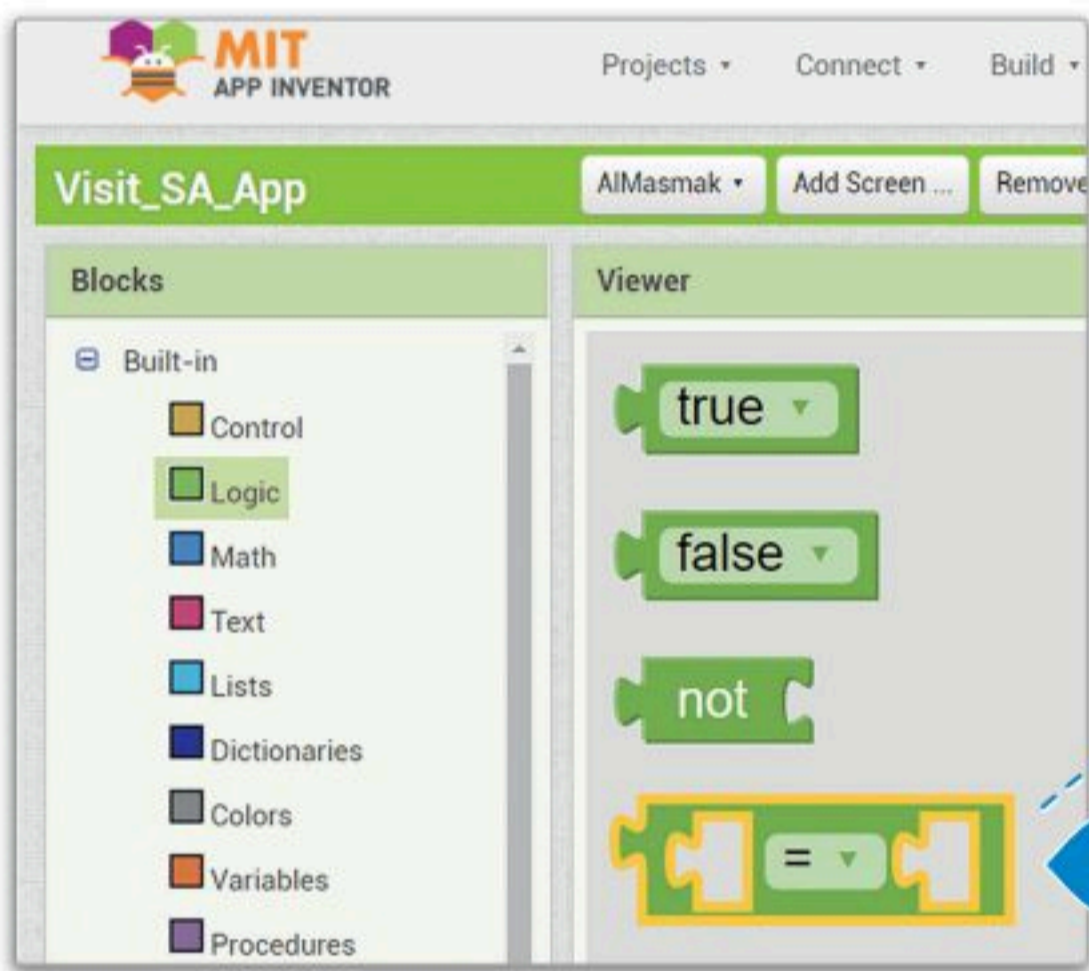 MIT
APP INVENTOR
Projects
Connect
Build
Visit_SA_App
AlMasmak
Add Screen ...
Remove
Blocks
Viewer
Built-in
Control
Logic
Math
Text
Lists
Dictionaries
Colors
Variables
Procedures
true
false
not
=